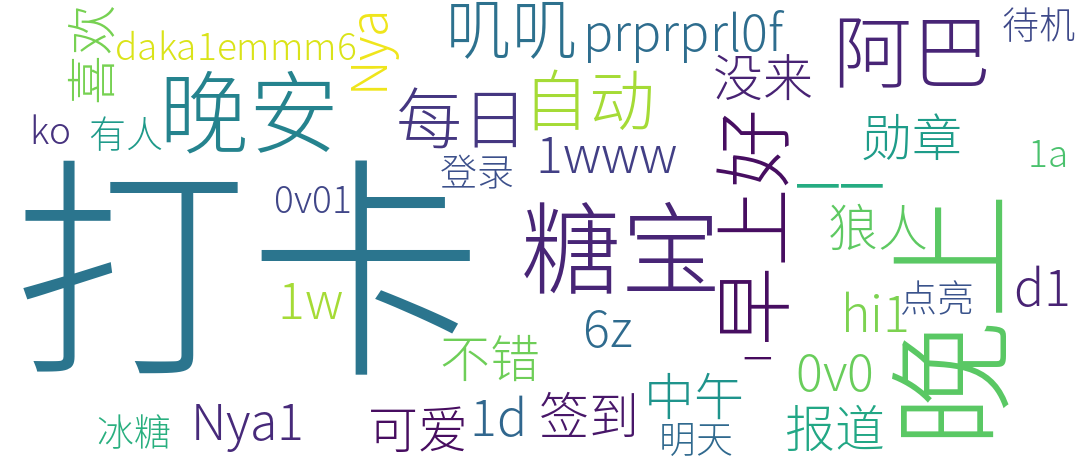 喜欢
daka1emmm6
Nya
叽叽
prprprl0f
阿巴
待机
没来
ko
有人
晚安
每日
自动
1www
登录
早上好
勋章
1a
打卡
0v01
糖宝
一一
狼人
晚上
1w
6z
hi1
点亮
d1
不错
0v0
冰糖
Nya1
可爱
1d
签到
中午
明天
报道